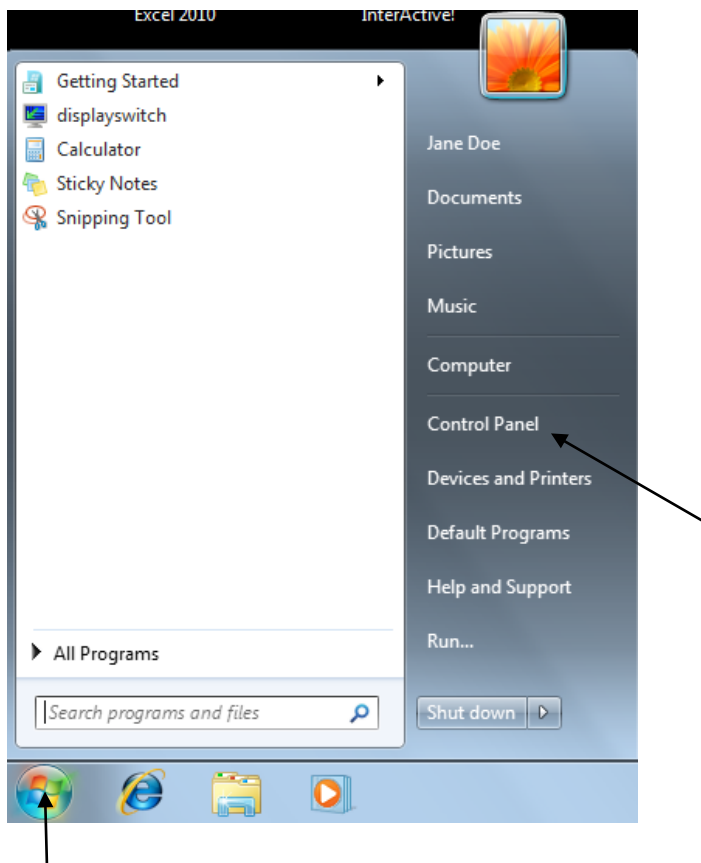 Excel 2010 InterActive!
Getting Started
displayswitch
Calculator
Sticky Notes
Snipping Tool
All Programs
Search programs and files
Jane Doe
Documents
Pictures
Music
Computer
Control Panel
Devices and Printers
Default Programs
Help and Support
Run...
Shut down